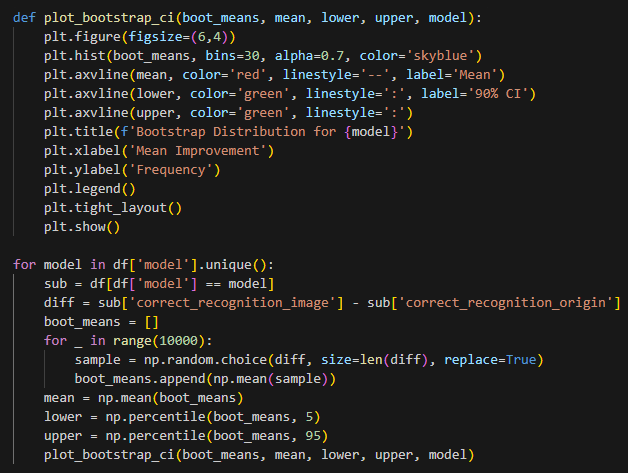 def plot_bootstrap_ci(boot_means, mean, lower, upper, model):
    plt.figure(figsize=(6,4))
    plt.hist(boot_means, bins=30, alpha=0.7, color='skyblue')
    plt.axvline(mean, color='red', linestyle='--', label='Mean')
    plt.axvline(lower, color='green', linestyle=':', label='90% CI')
    plt.axvline(upper, color='green', linestyle=':')
    plt.title(f'Bootstrap Distribution for {model}')
    plt.xlabel('Mean Improvement')
    plt.ylabel('Frequency')
    plt.legend()
    plt.tight_layout()
    plt.show()

for model in df['model'].unique():
    sub = df[df['model'] == model]
    diff = sub['correct_recognition_image'] - sub['correct_recognition_origin']
    boot_means = []
    for _ in range(10000):
        sample = np.random.choice(diff, size=len(diff), replace=True)
        boot_means.append(np.mean(sample))
    mean = np.mean(boot_means)
    lower = np.percentile(boot_means, 5)
    upper = np.percentile(boot_means, 95)
    plot_bootstrap_ci(boot_means, mean, lower, upper, model)